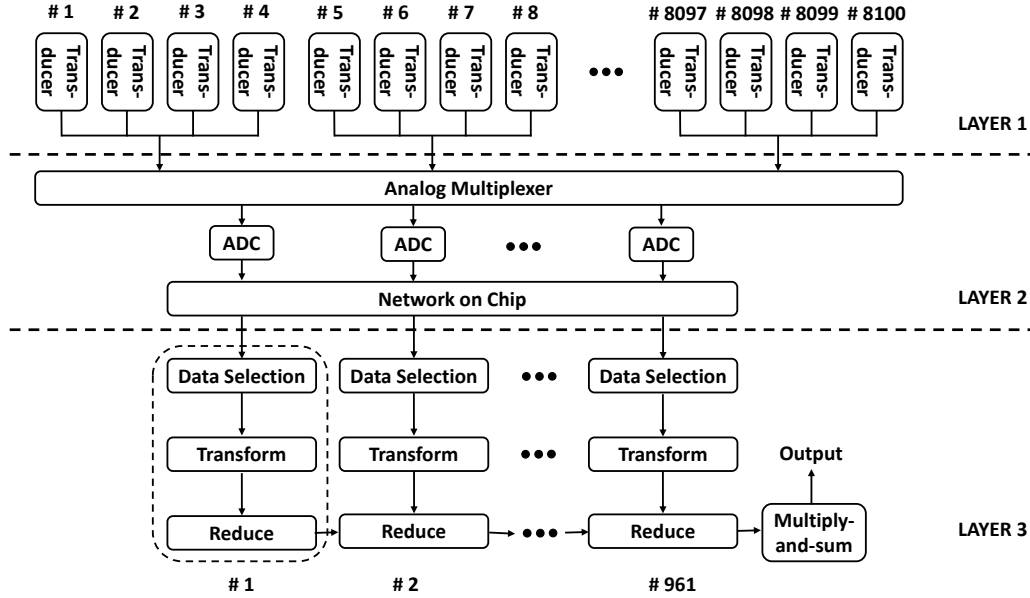 # 1 # 2 # 3 # 4 # 5 # 6 # 7 # 8 # 8097 # 8098 # 8099 # 8100
Trans-
ducer
Trans-
ducer
Trans-
ducer
Trans-
ducer
Trans-
ducer
Trans-
ducer
Trans-
ducer
Trans-
ducer
Trans-
ducer
Trans-
ducer
Trans-
ducer
Trans-
ducer
LAYER 1
Analog Multiplexer
ADC ADC ADC
Network on Chip
LAYER 2
Data Selection Data Selection Data Selection
Transform Transform Transform
Output
Reduce Reduce Reduce
Multiply-
and-sum
LAYER 3
# 1 # 2 # 961